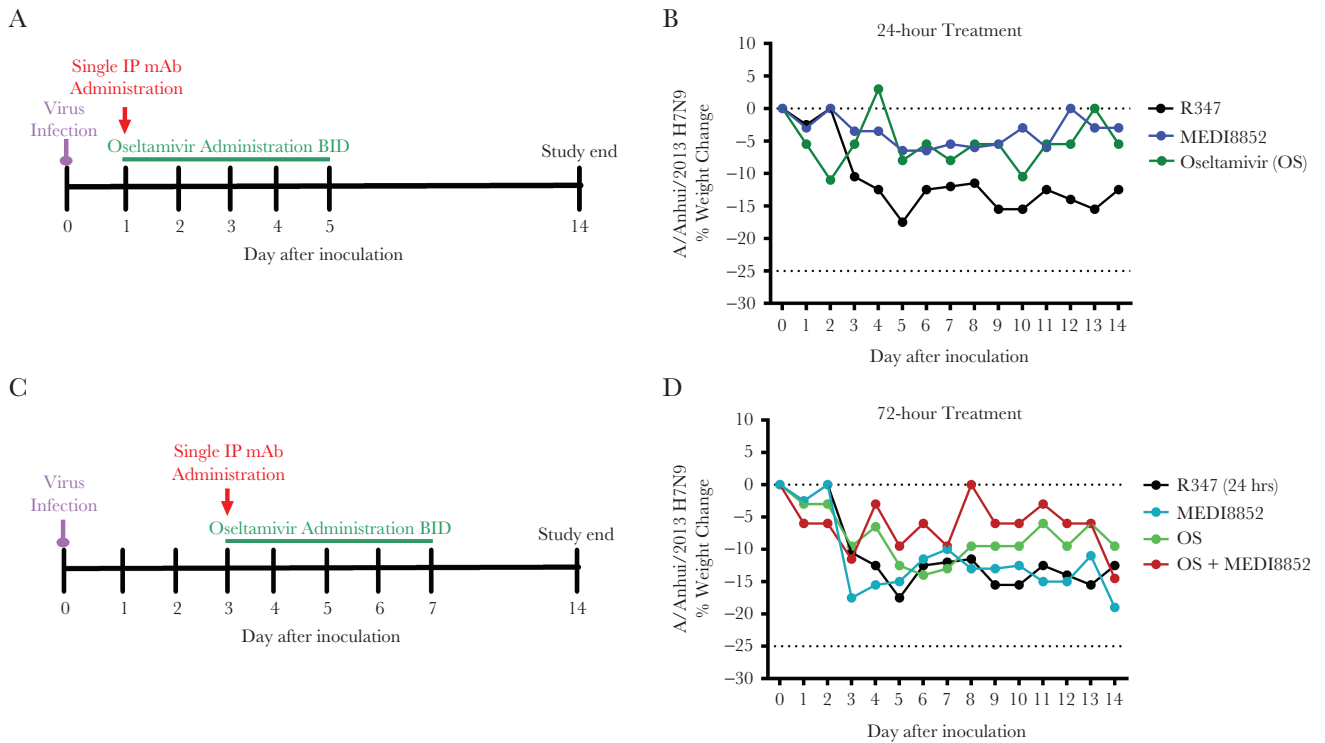 A
Single IP mAb
Administration
Virus
Infection
Oseltamivir Administration BID
Study end
0 1 2 3 4 5 14
Day after inoculation
B
24-hour Treatment
A/Anhui/2013 H7N9
% Weight Change
10
5
0
−5
−10
−15
−20
−25
−30
0 1 2 3 4 5 6 7 8 9 10 11 12 13 14
Day after inoculation
R347
MEDI8852
Oseltamivir (OS)
C
Single IP mAb
Administration
Virus
Infection
Oseltamivir Administration BID
Study end
0 1 2 3 4 5 6 7 14
Day after inoculation
D
72-hour Treatment
A/Anhui/2013 H7N9
% Weight Change
10
5
0
−5
−10
−15
−20
−25
−30
0 1 2 3 4 5 6 7 8 9 10 11 12 13 14
Day after inoculation
R347 (24 hrs)
MEDI8852
OS
OS + MEDI8852